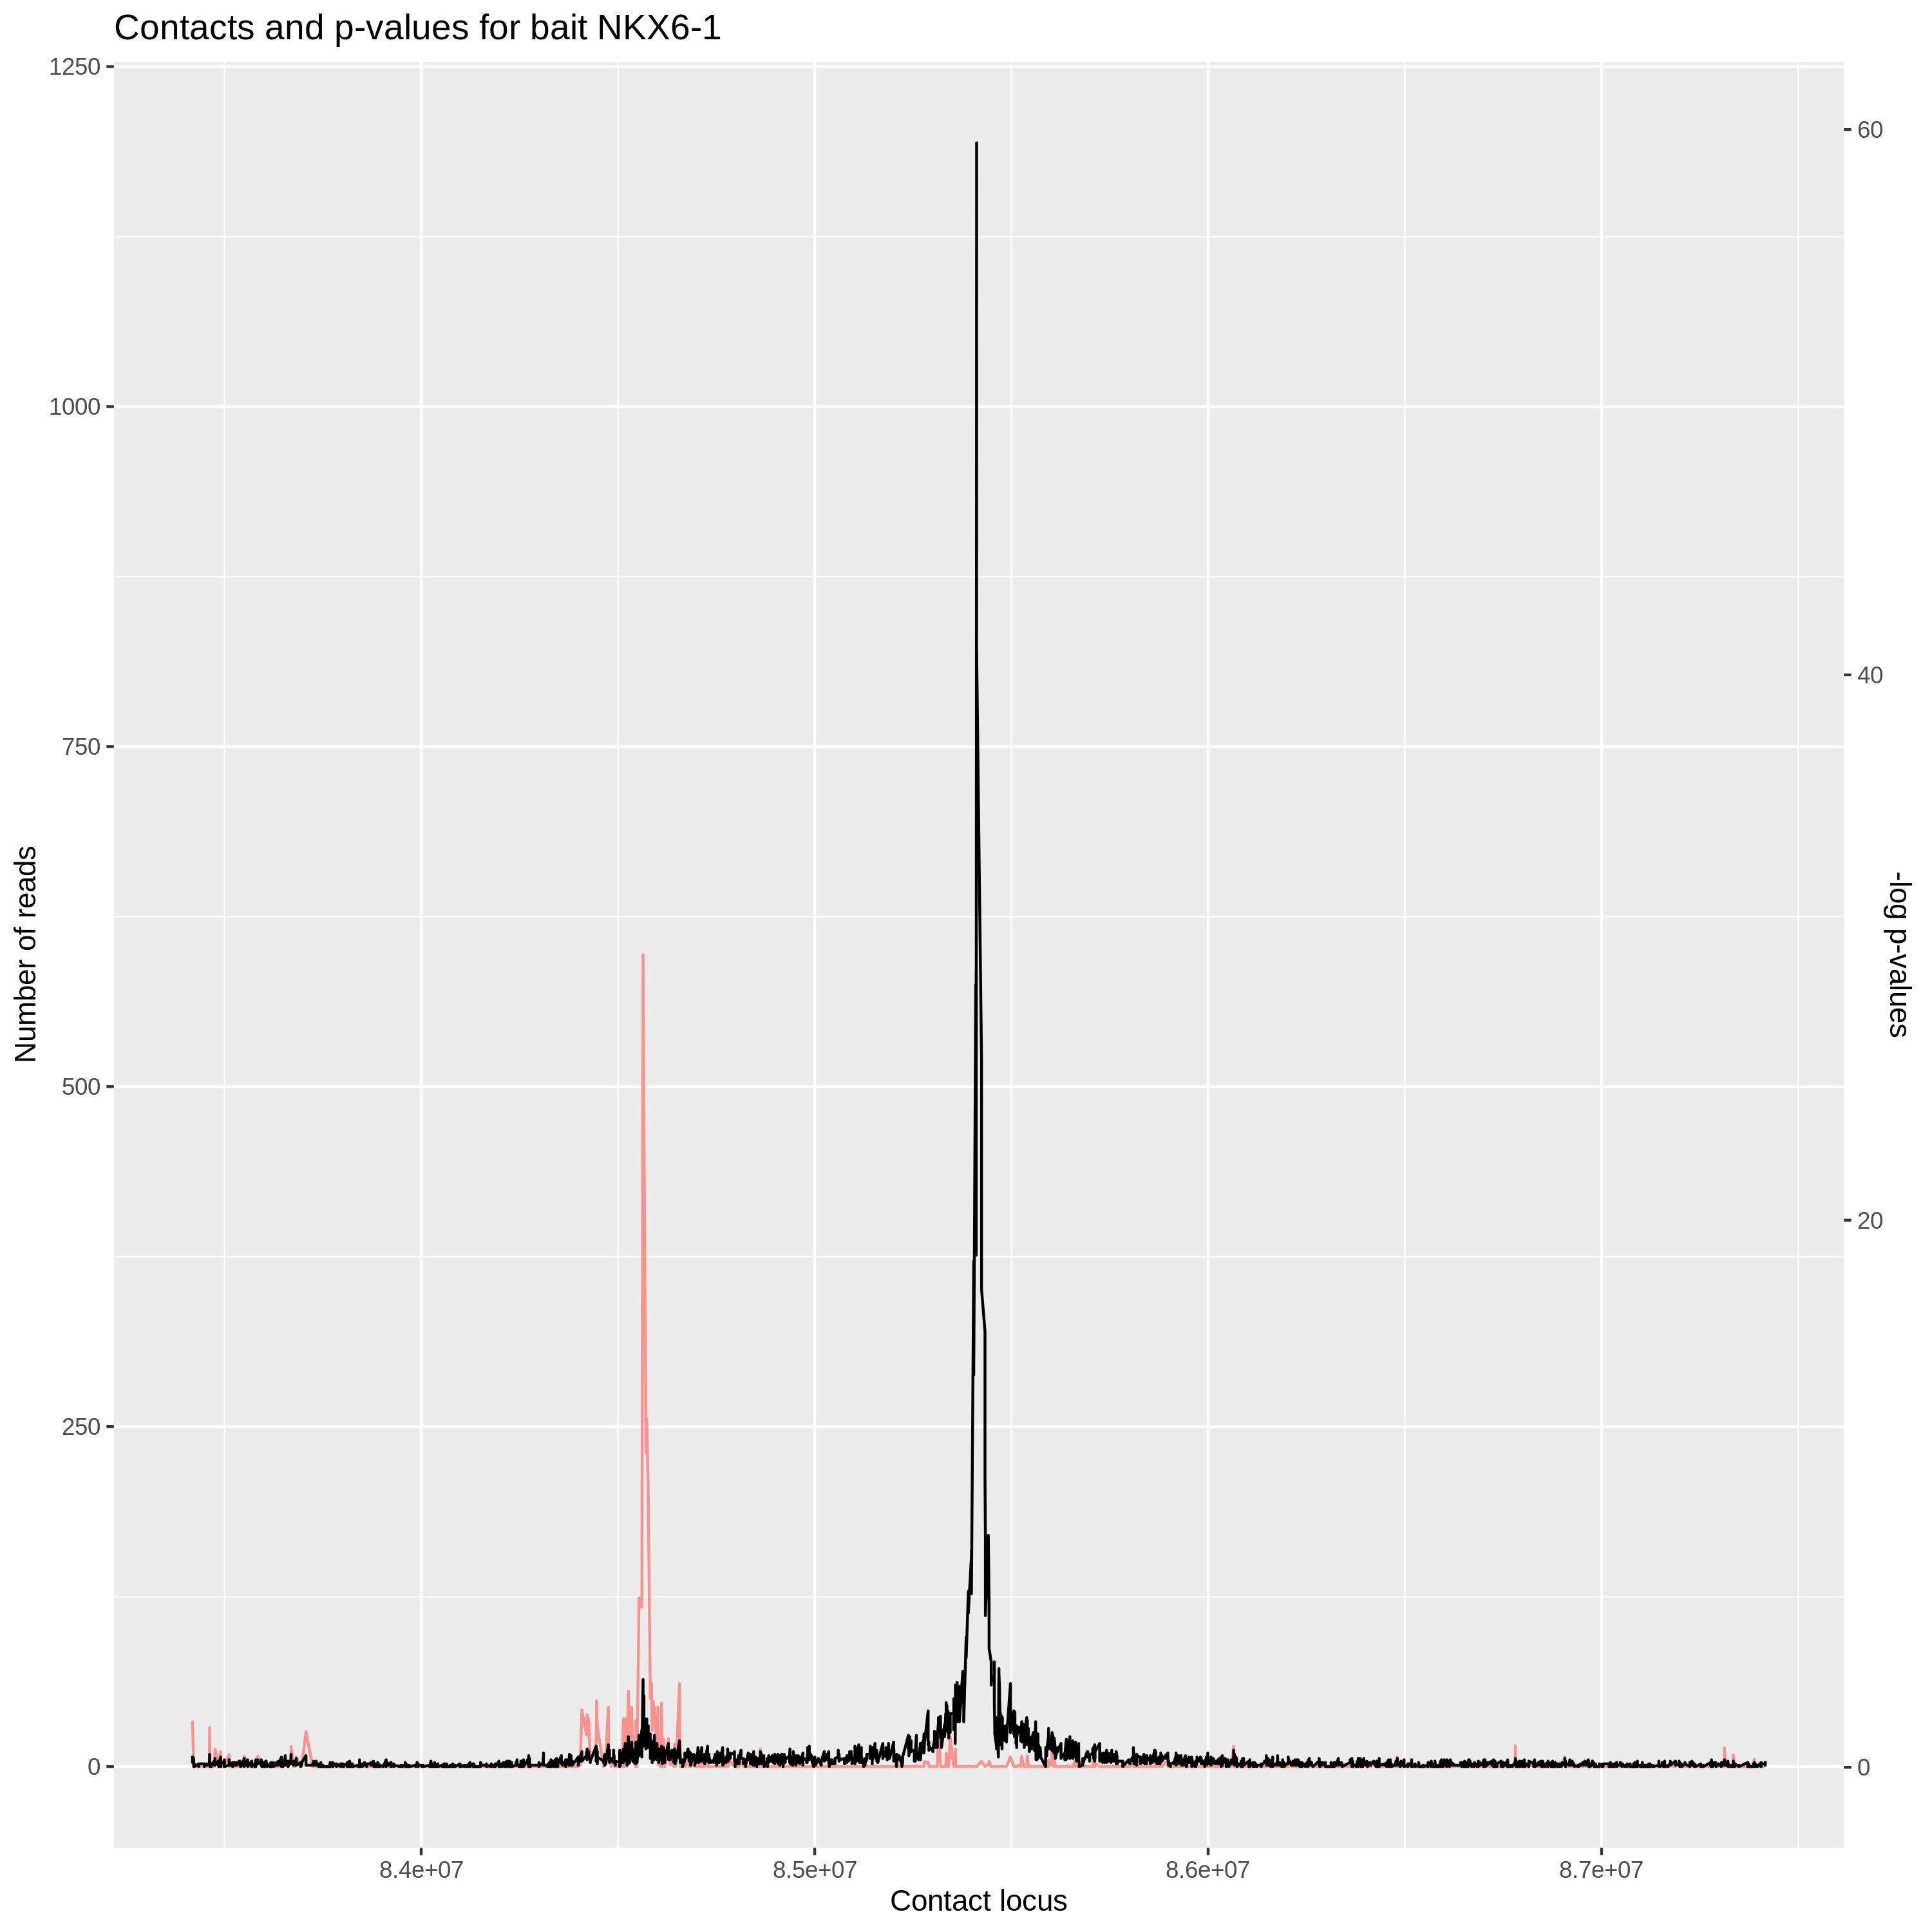 Contacts and p-values for bait NKX6-1
1250
1000
750
500
250
0
Number of reads
60
40
20
0
-log p-values
8.4e+07
8.5e+07
8.6e+07
8.7e+07
Contact locus